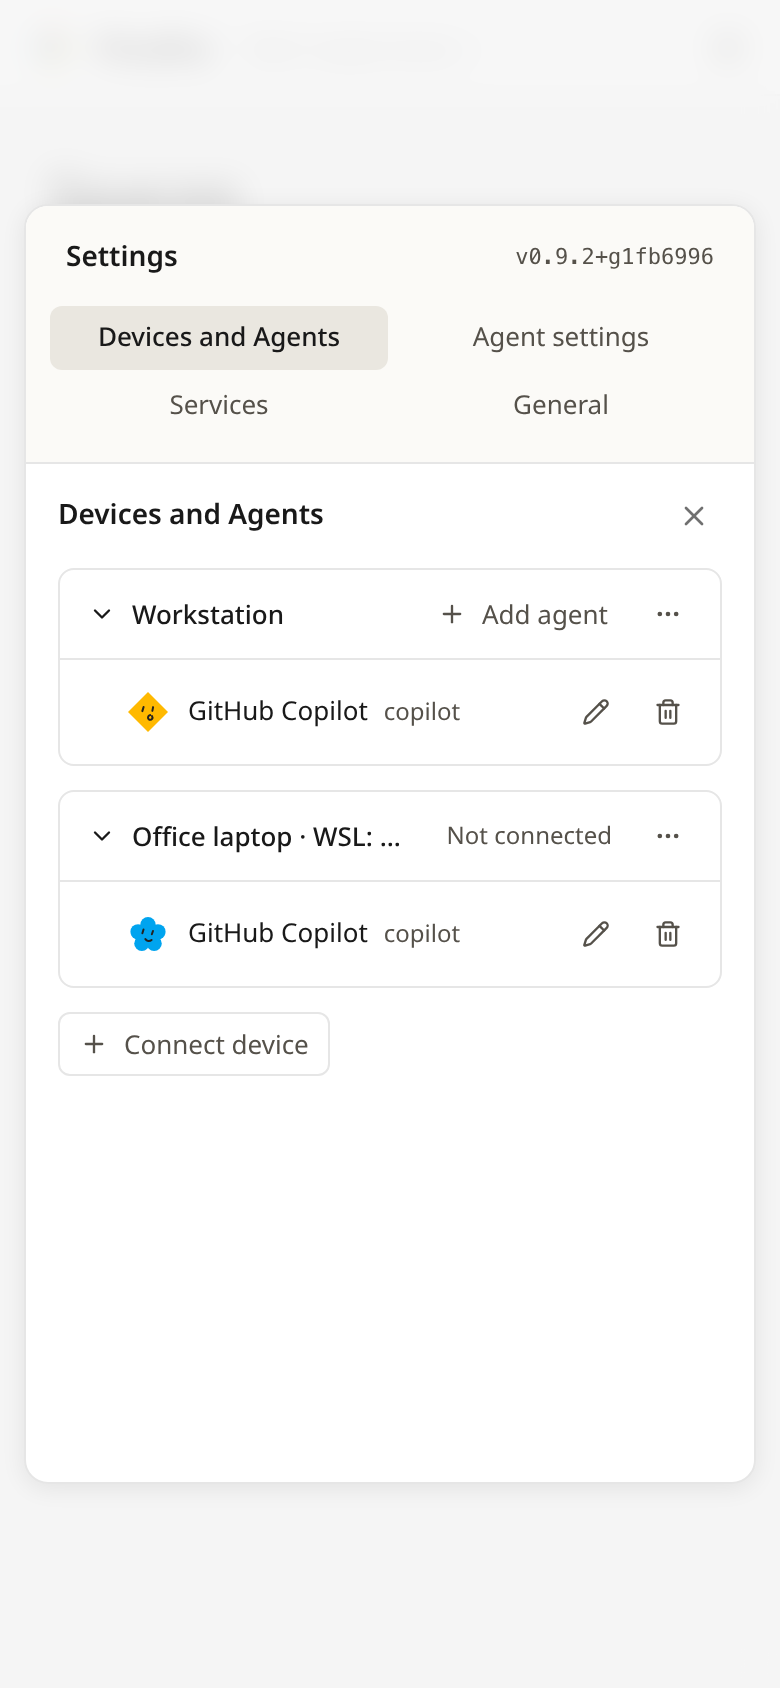 Settings v0.9.2+g1fb6996
Devices and Agents Agent settings
Services General
Devices and Agents
Workstation Add agent
GitHub Copilot copilot
Office laptop · WSL: ... Not connected
GitHub Copilot copilot
Connect device